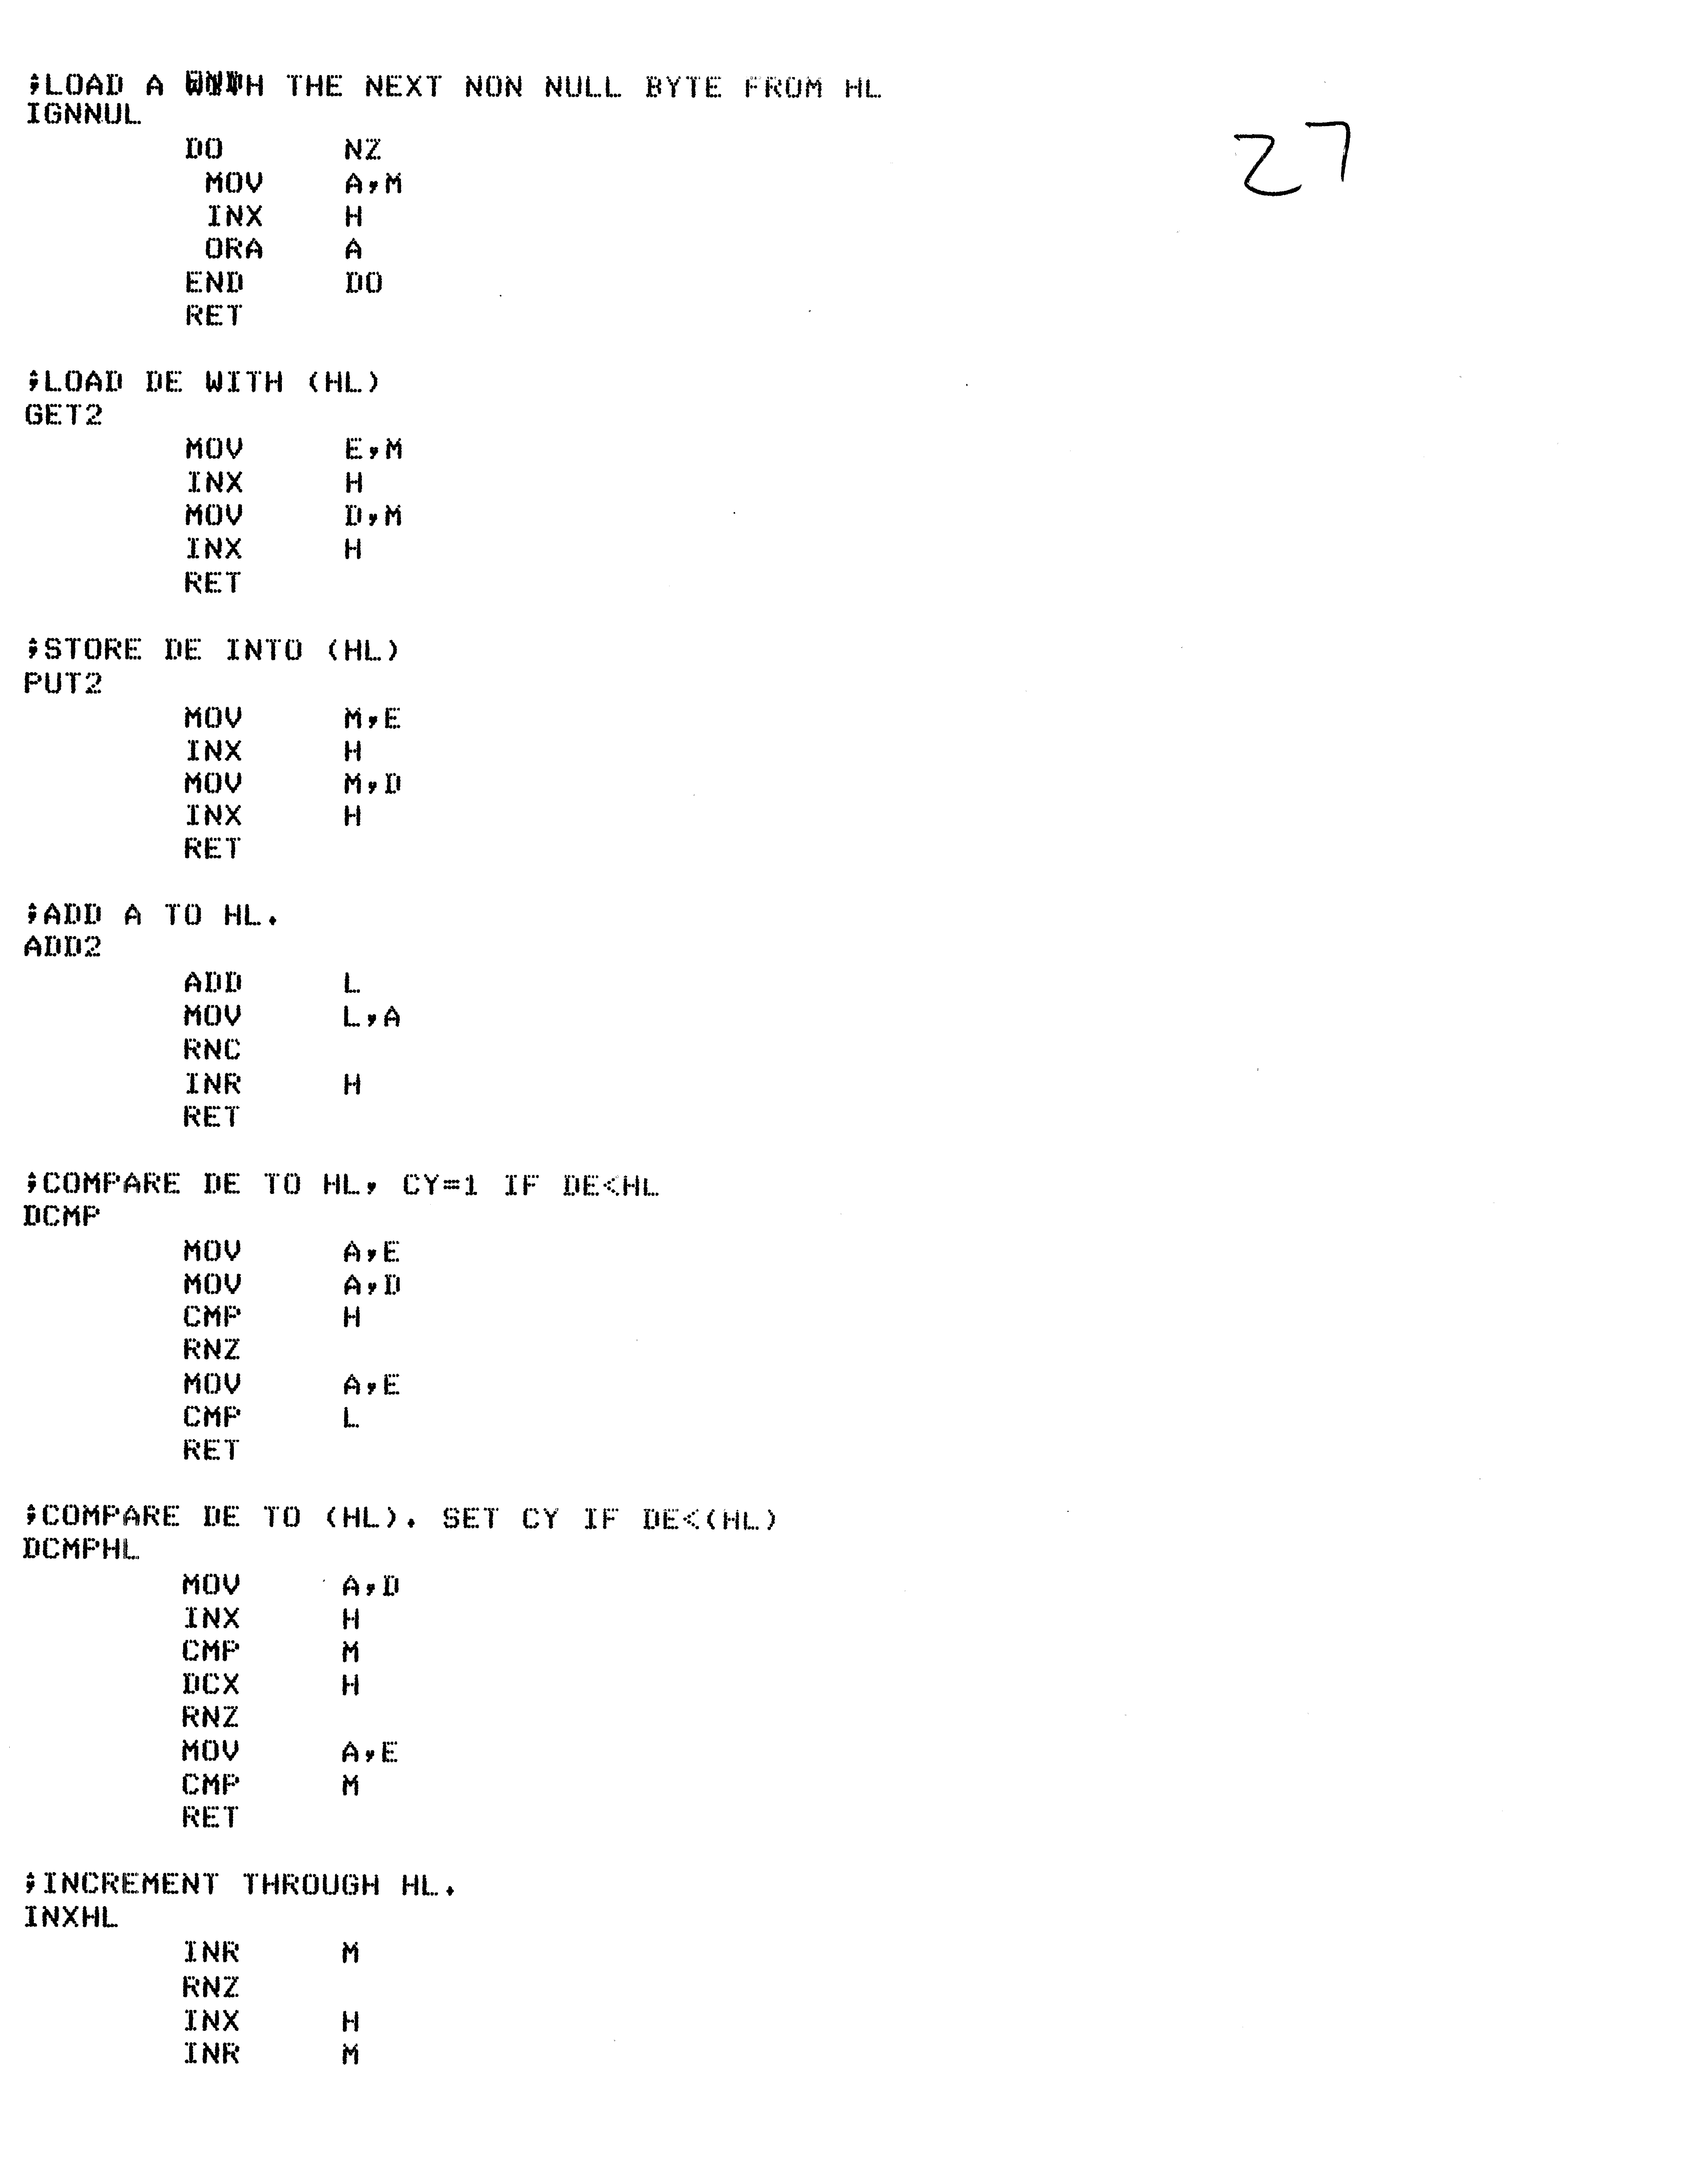 ;LOAD A WITH THE NEXT NON NULL BYTE FROM HL
IGNNUL
27
DO NZ
MOV A,M
INX H
ORA A
END DO
RET
;LOAD DE WITH (HL)
GET2
MOV E,M
INX H
MOV D,M
INX H
RET
;STORE DE INTO (HL)
PUT2
MOV M,E
INX H
MOV M,D
INX H
RET
;ADD A TO HL.
ADD2
ADD L
MOV L,A
RNC
INR H
RET
;COMPARE DE TO HL, CY=1 IF DE<HL
DCMP
MOV A,E
MOV A,D
CMP H
RNZ
MOV A,E
CMP L
RET
;COMPARE DE TO (HL). SET CY IF DE<(HL)
DCMPHL
MOV A,D
INX H
CMP M
DCX H
RNZ
MOV A,E
CMP M
RET
;INCREMENT THROUGH HL.
INXHL
INR M
RNZ
INX H
INR M